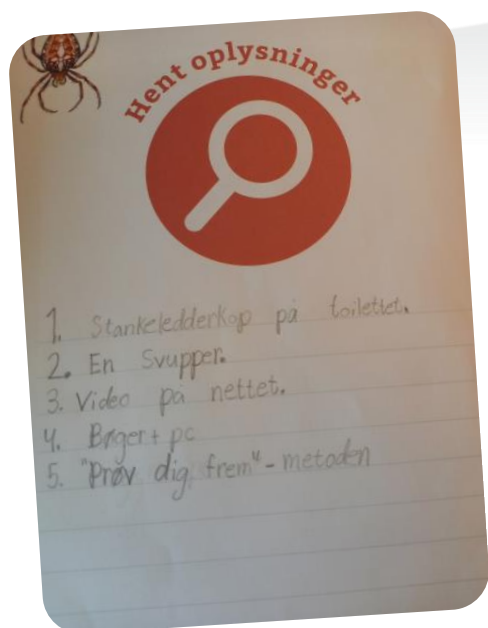 Hent oplysninger
1. Stankeledderkop på toilettet.
2. En Svupper.
3. Video på nettet.
4. Bøger + pc
5. "Prøv dig frem"-metoden